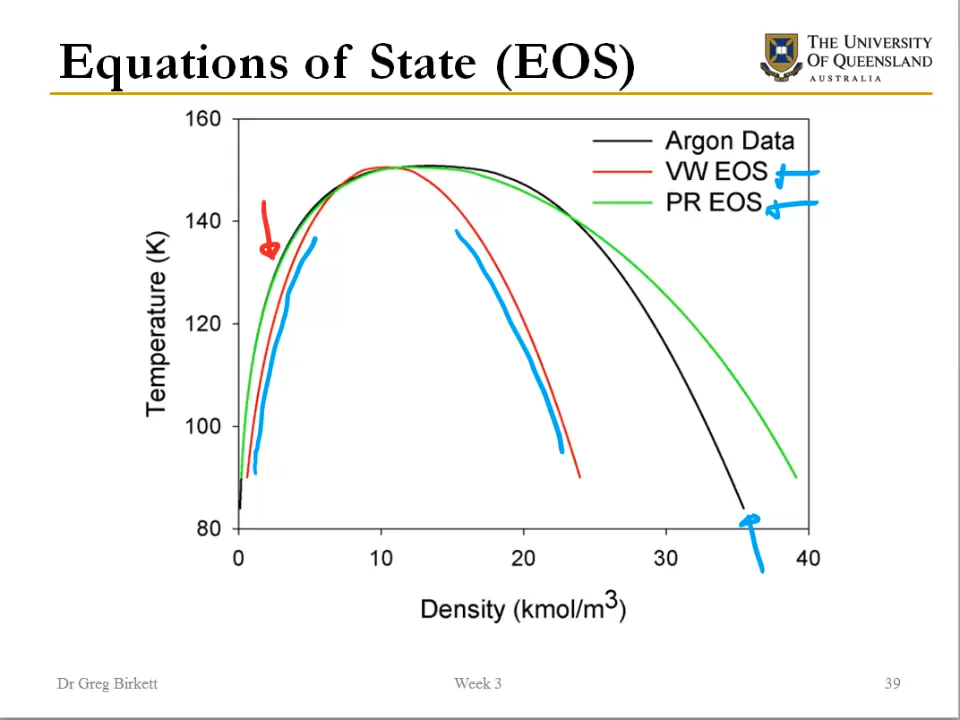 Equations of State (EOS)
THE UNIVERSITY
OF QUEENSLAND
AUSTRALIA
160
140
120
100
80
Temperature (K)
Argon Data
VW EOS
PR EOS
0 10 20 30 40
Density (kmol/m³)
Dr Greg Birkett Week 3 39